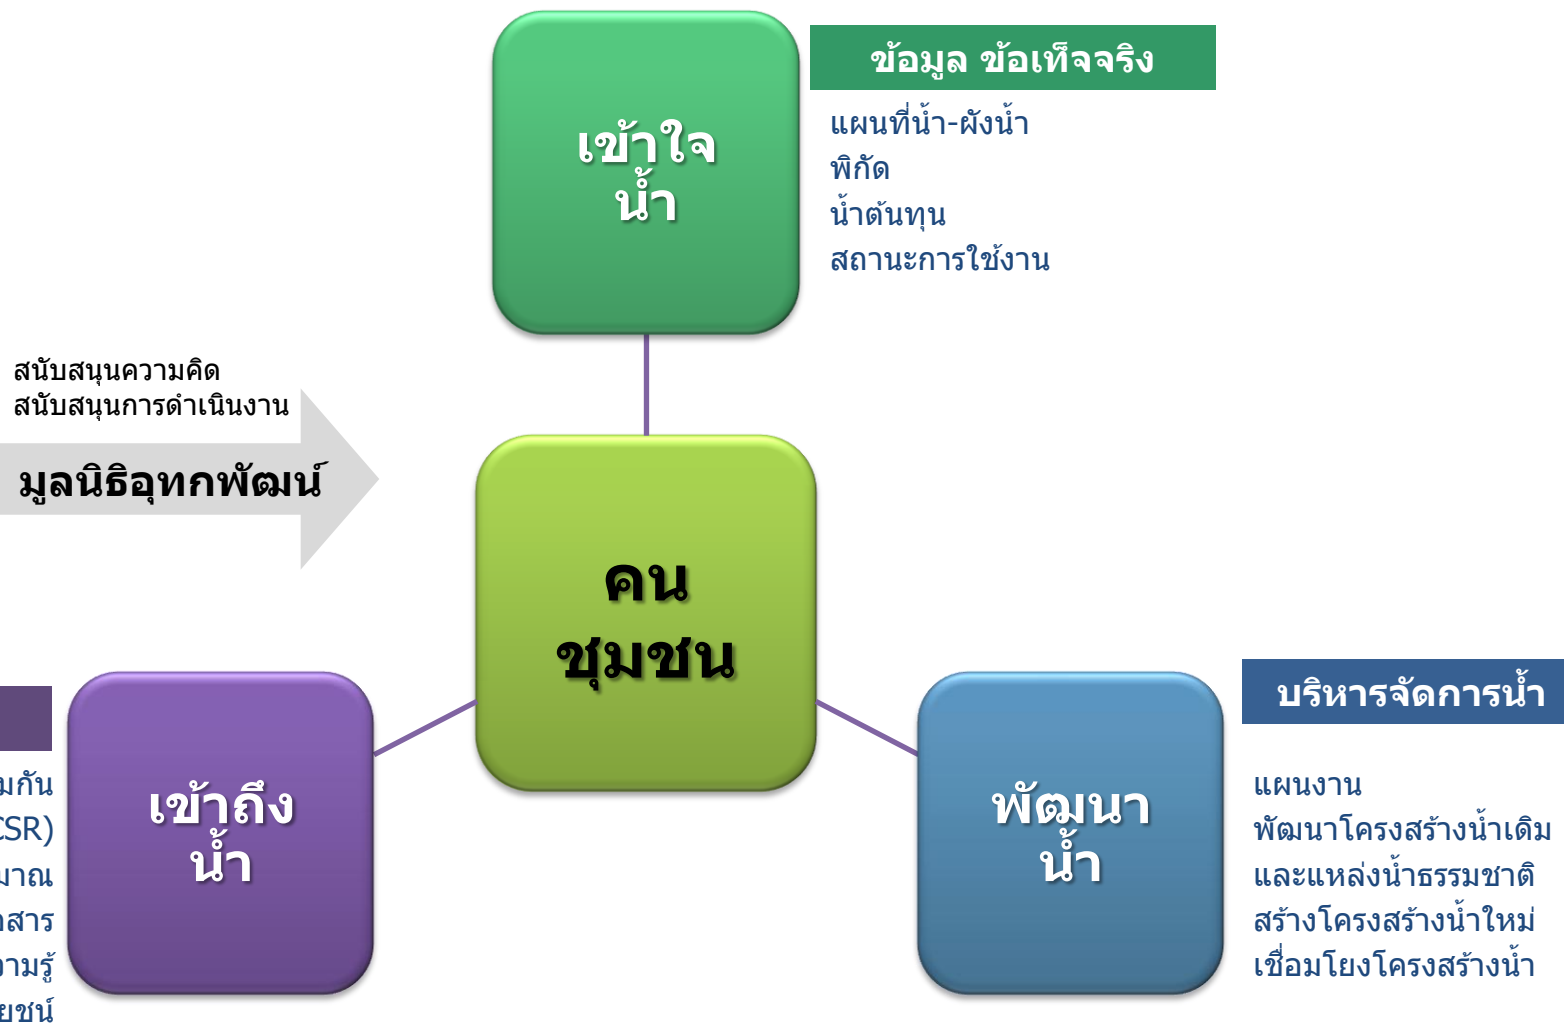 เข้าใจ
น้ำ
ข้อมูล ข้อเท็จจริง
แผนที่น้ำ-ผังน้ำ
พิกัด
น้ำต้นทุน
สถานะการใช้งาน
สนับสนุนความคิด
สนับสนุนการดำเนินงาน
มูลนิธิอุทกพัฒน์
คน
ชุมชน
เข้าถึง
น้ำ
CSR)
พัฒนา
น้ำ
บริหารจัดการน้ำ
แผนงาน
พัฒนาโครงสร้างน้ำเดิม
และแหล่งน้ำธรรมชาติ
สร้างโครงสร้างน้ำใหม่
เชื่อมโยงโครงสร้างน้ำ